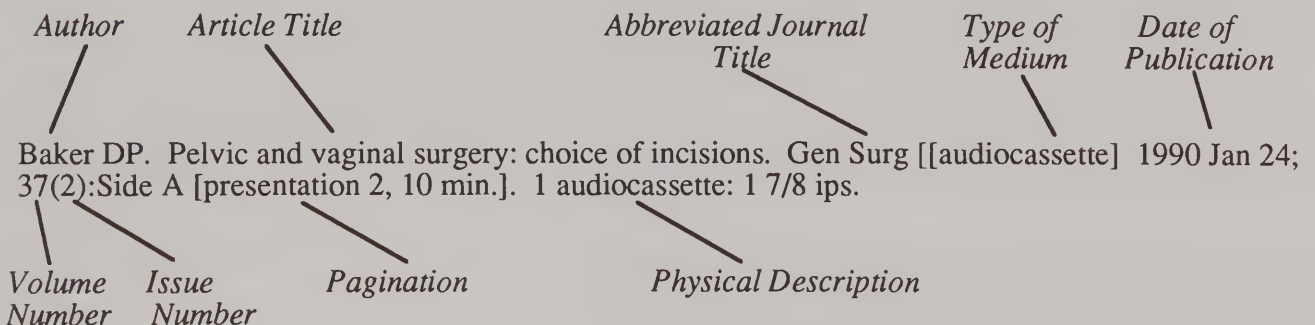 Author Article Title Abbreviated Journal Type of Date of
Title Medium Publication
Baker DP. Pelvic and vaginal surgery: choice of incisions. Gen Surg [[audiocassette] 1990 Jan 24;
37(2):Side A [presentation 2, 10 min.]. 1 audiocassette: 1 7/8 ips.
Volume Issue Pagination Physical Description
Number Number